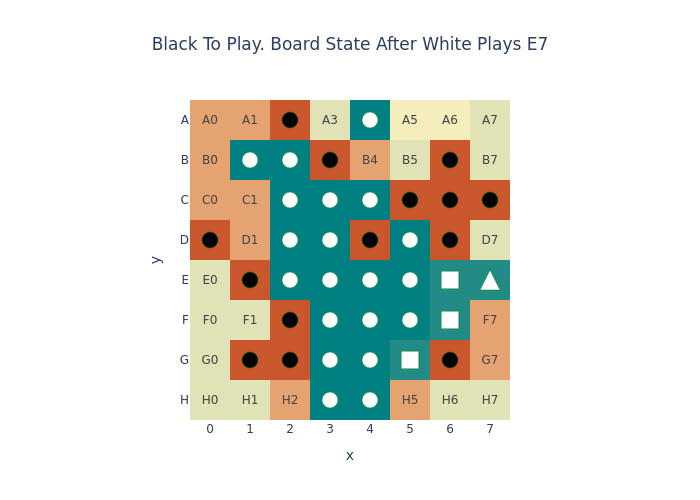 Black To Play. Board State After White Plays E7
A A0 A1 A3 A5 A6 A7
B B0 B4 B5 B7
C C0 C1
D D1 D7
y
E E0
F F0 F1 F7
G G0 G7
H H0 H1 H2 H5 H6 H7
0 1 2 3 4 5 6 7
x